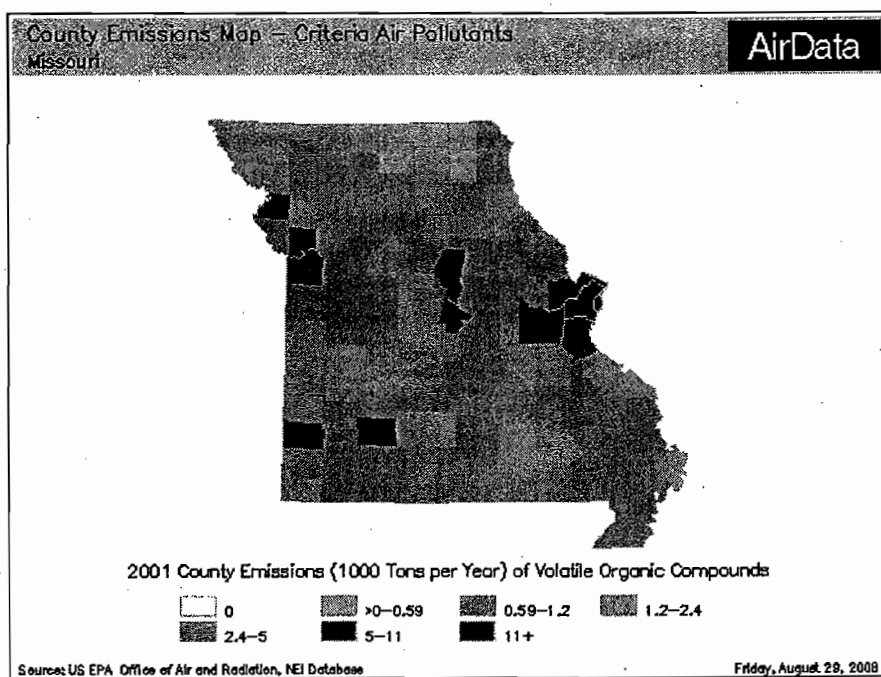 County Emissions Map – Criteria Air Pollutants
Missouri
AirData
2001 County Emissions (1000 Tons per Year) of Volatile Organic Compounds
0 >0-0.59 0.59-1.2 1.2-2.4
2.4-5 5-11 11+
Source: US EPA Office of Air and Radiation, NEI Database Friday, August 29, 2008